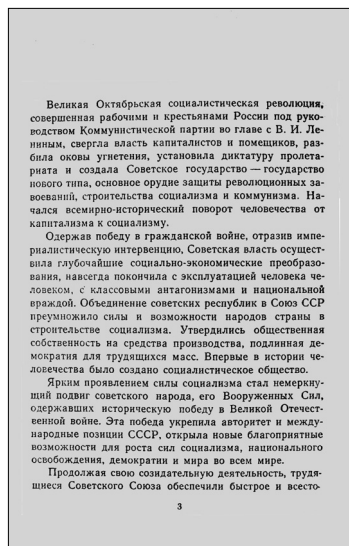 Великая Октябрьская социалистическая революция,
совершенная рабочими и крестьянами России под руко-
водством Коммунистической партии во главе с В. И. Ле-
ниным, свергла власть капиталистов и помещиков, раз-
била оковы угнетения, установила диктатуру пролета-
риата и создала Советское государство — государство
нового типа, основное орудие защиты революционных за-
воеваний, строительства социализма и коммунизма. На-
чался всемирно-исторический поворот человечества от
капитализма к социализму.
Одержав победу в гражданской войне, отразив импе-
риалистическую интервенцию, Советская власть осущест-
вила глубочайшие социально-экономические преобразо-
вания, навсегда покончила с эксплуатацией человека че-
ловеком, с классовыми антагонизмами и национальной
враждой. Объединение советских республик в Союз ССР
преумножило силы и возможности народов страны в
строительстве социализма. Утвердились общественная
собственность на средства производства, подлинная де-
мократия для трудящихся масс. Впервые в истории че-
ловечества было создано социалистическое общество.
Ярким проявлением силы социализма стал немеркну-
щий подвиг советского народа, его Вооруженных Сил,
одержавших историческую победу в Великой Отечест-
венной войне. Эта победа укрепила авторитет и между-
народные позиции СССР, открыла новые благоприятные
возможности для роста сил социализма, национального
освобождения, демократии и мира во всем мире.
Продолжая свою созидательную деятельность, трудя-
щиеся Советского Союза обеспечили быстрое и всесто-
3